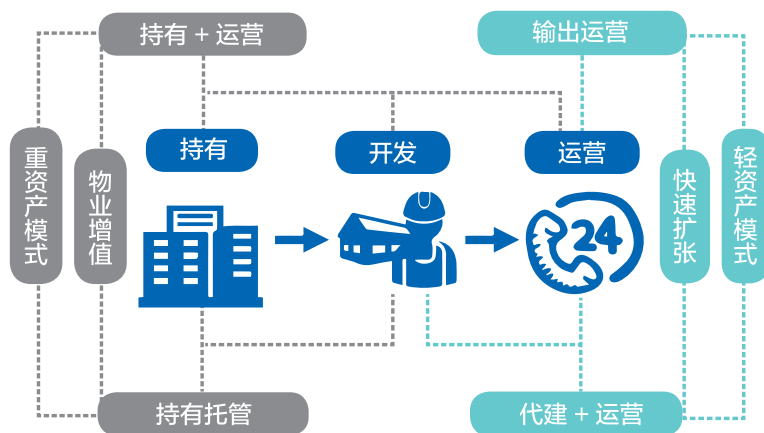 持有 + 运营
输出运营
持有
开发
运营
重资产模式
物业增值
快速扩张
轻资产模式
24
持有托管
代建 + 运营